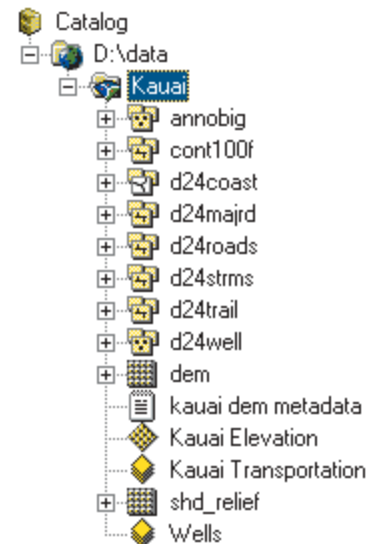 Catalog
D:\data
Kauai
annobig
cont100f
d24coast
d24majrd
d24roads
d24strms
d24trail
d24well
dem
kauai dem metadata
Kauai Elevation
Kauai Transportation
shd_relief
Wells